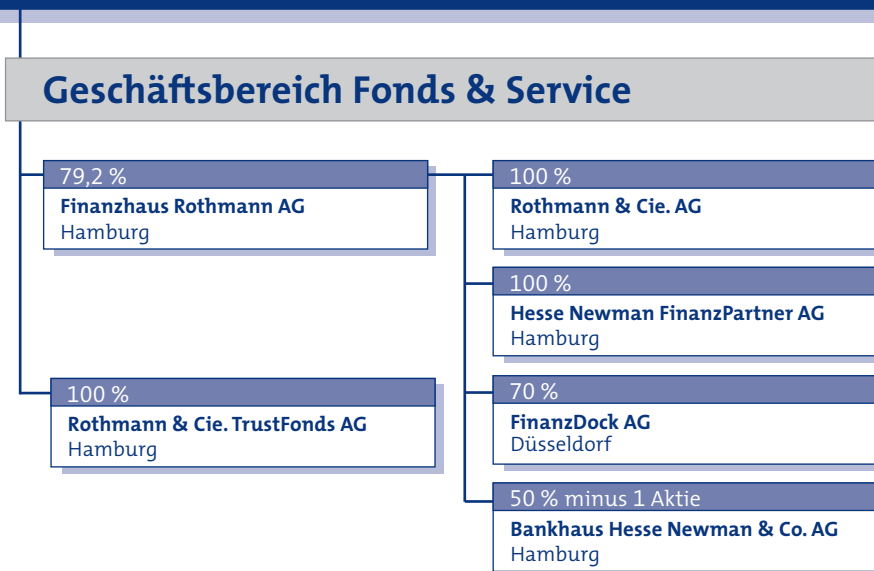 Geschäftsbereich Fonds & Service
79,2 %
Finanzhaus Rothmann AG
Hamburg
100 %
Rothmann & Cie. TrustFonds AG
Hamburg
100 %
Rothmann & Cie. AG
Hamburg
100 %
Hesse Newman FinanzPartner AG
Hamburg
70 %
FinanzDock AG
Düsseldorf
50 % minus 1 Aktie
Bankhaus Hesse Newman & Co. AG
Hamburg